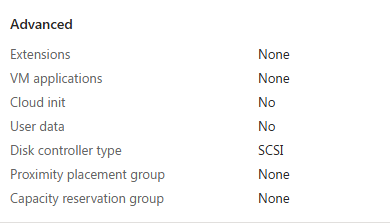 Advanced
Extensions None
VM applications None
Cloud init No
User data No
Disk controller type SCSI
Proximity placement group None
Capacity reservation group None